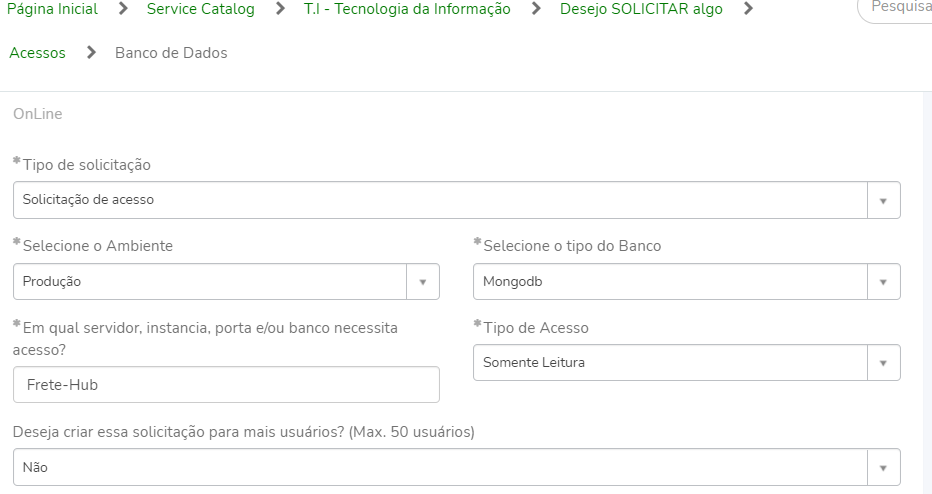 Página Inicial > Service Catalog > T.I - Tecnologia da Informação > Desejo SOLICITAR algo >
Pesquisa
Acessos > Banco de Dados
OnLine
*Tipo de solicitação
Solicitação de acesso
*Selecione o Ambiente
*Selecione o tipo do Banco
Produção
Mongodb
*Em qual servidor, instancia, porta e/ou banco necessita
acesso?
*Tipo de Acesso
Somente Leitura
Frete-Hub
Deseja criar essa solicitação para mais usuários? (Max. 50 usuários)
Não